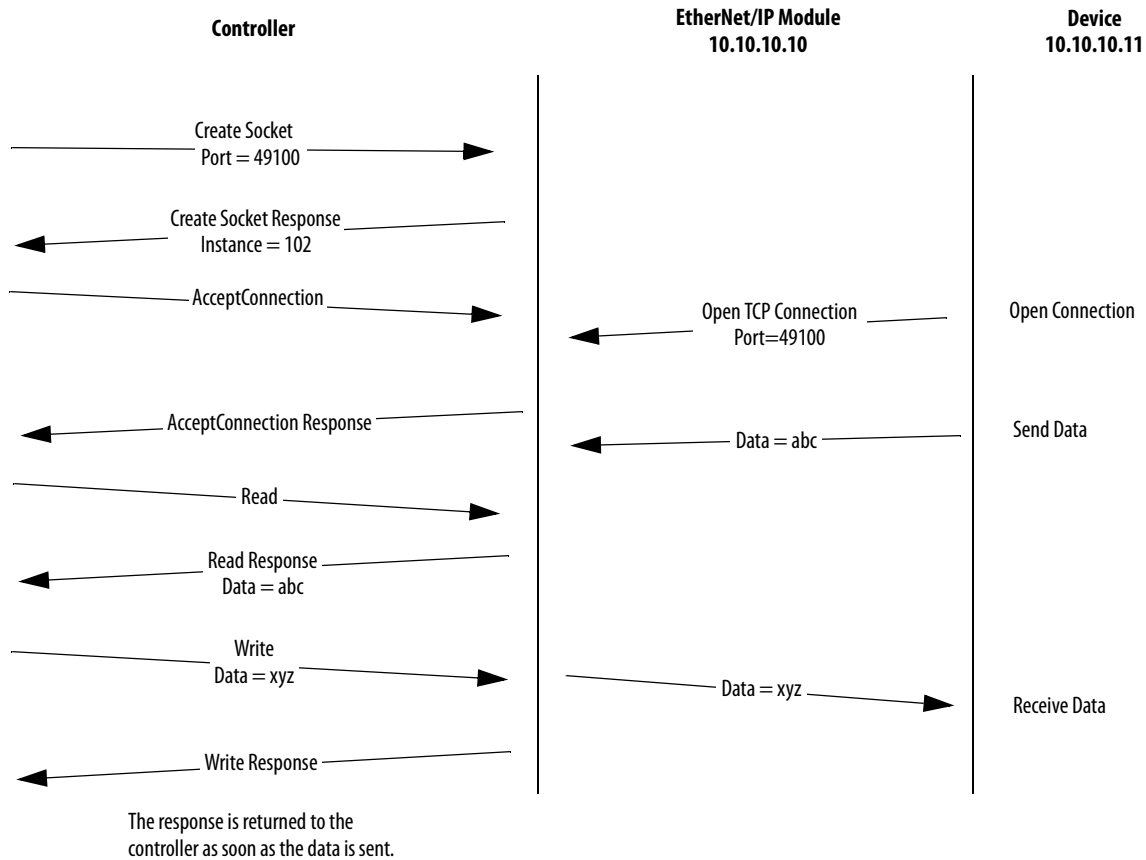 Controller
EtherNet/IP Module
10.10.10.10
Device
10.10.10.11
Create Socket
Port = 49100
Create Socket Response
Instance = 102
AcceptConnection
Open TCP Connection
Port=49100
Open Connection
AcceptConnection Response
Data = abc
Send Data
Read
Read Response
Data = abc
Write
Data = xyz
Data = xyz
Receive Data
Write Response
The response is returned to the
controller as soon as the data is sent.